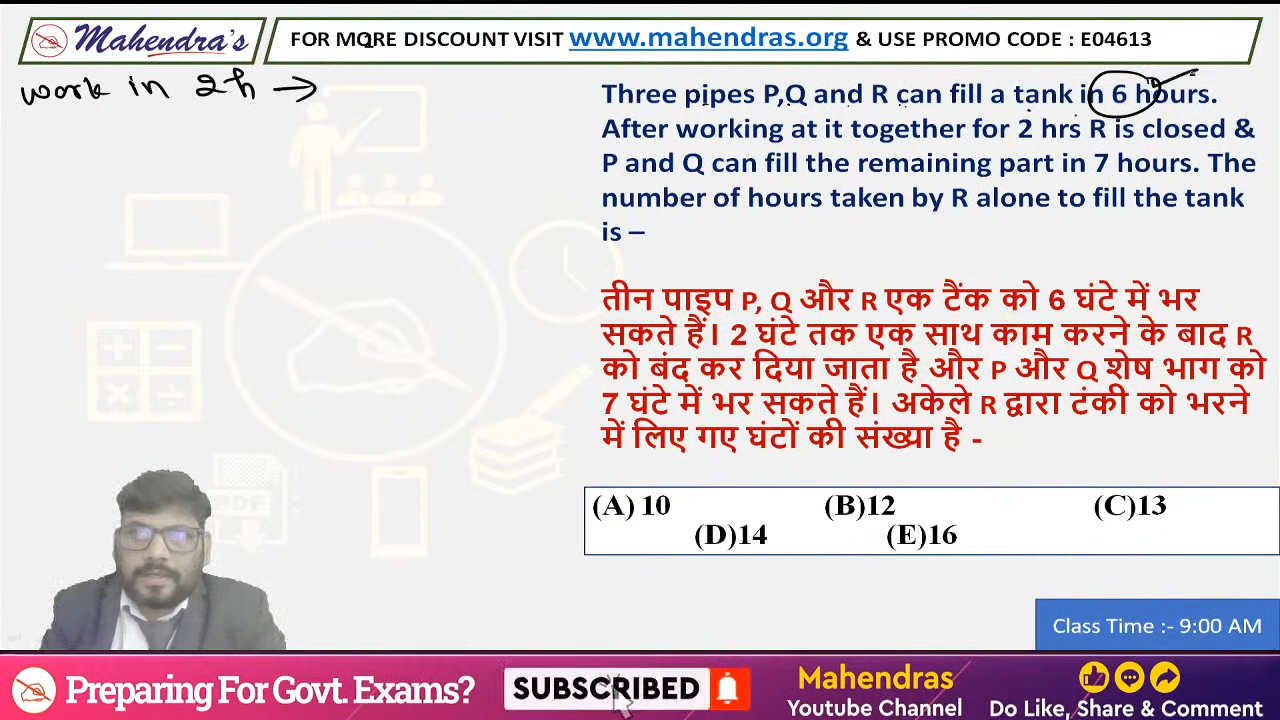 Mahendra's
FOR MORE DISCOUNT VISIT www.mahendras.org & USE PROMO CODE : E04613
work in 2h →
Three pipes P,Q and R can fill a tank in 6 hours.
After working at it together for 2 hrs R is closed &
P and Q can fill the remaining part in 7 hours. The
number of hours taken by R alone to fill the tank
is –
तीन पाइप P, Q और R एक टैंक को 6 घंटे में भर
सकते हैं। 2 घंटे तक एक साथ काम करने के बाद R
को बंद कर दिया जाता है और P और Q शेष भाग को
7 घंटे में भर सकते हैं। अकेले R द्वारा टंकी को भरने
में लिए गए घंटों की संख्या है -
(A) 10 (B)12 (C)13
(D)14 (E)16
PDF
Class Time :- 9:00 AM
Preparing For Govt. Exams?
SUBSCRIBED
Mahendras
Youtube Channel
Do Like, Share & Comment